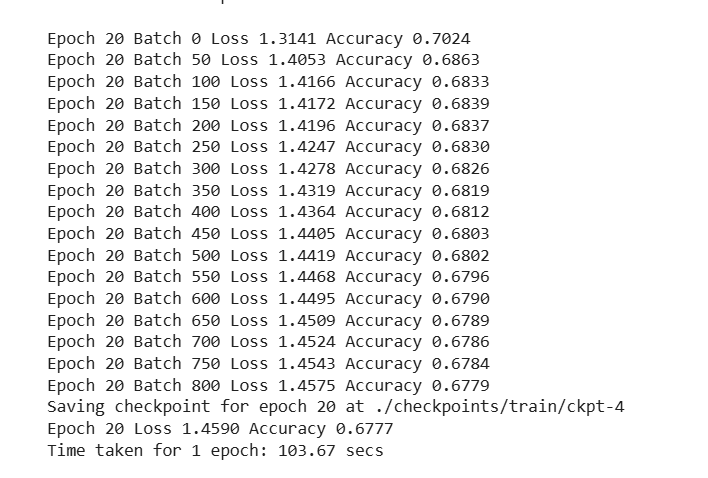 Epoch 20 Batch 0 Loss 1.3141 Accuracy 0.7024
Epoch 20 Batch 50 Loss 1.4053 Accuracy 0.6863
Epoch 20 Batch 100 Loss 1.4166 Accuracy 0.6833
Epoch 20 Batch 150 Loss 1.4172 Accuracy 0.6839
Epoch 20 Batch 200 Loss 1.4196 Accuracy 0.6837
Epoch 20 Batch 250 Loss 1.4247 Accuracy 0.6830
Epoch 20 Batch 300 Loss 1.4278 Accuracy 0.6826
Epoch 20 Batch 350 Loss 1.4319 Accuracy 0.6819
Epoch 20 Batch 400 Loss 1.4364 Accuracy 0.6812
Epoch 20 Batch 450 Loss 1.4405 Accuracy 0.6803
Epoch 20 Batch 500 Loss 1.4419 Accuracy 0.6802
Epoch 20 Batch 550 Loss 1.4468 Accuracy 0.6796
Epoch 20 Batch 600 Loss 1.4495 Accuracy 0.6790
Epoch 20 Batch 650 Loss 1.4509 Accuracy 0.6789
Epoch 20 Batch 700 Loss 1.4524 Accuracy 0.6786
Epoch 20 Batch 750 Loss 1.4543 Accuracy 0.6784
Epoch 20 Batch 800 Loss 1.4575 Accuracy 0.6779
Saving checkpoint for epoch 20 at ./checkpoints/train/ckpt-4
Epoch 20 Loss 1.4590 Accuracy 0.6777
Time taken for 1 epoch: 103.67 secs